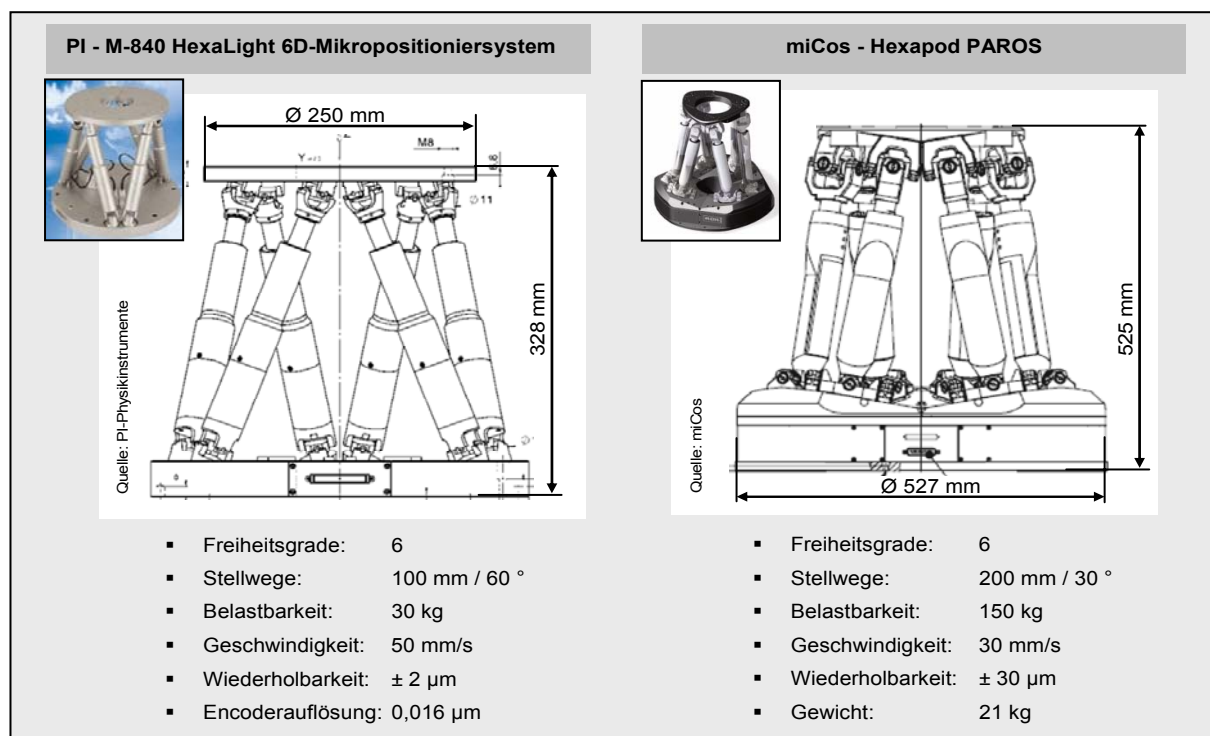 PI - M-840 HexaLight 6D-Mikropositioniersystem
Ø 250 mm
M8
Ø 11
328 mm
Quelle: PI-Physikinstrumente
▪ Freiheitsgrade: 6
▪ Stellwege: 100 mm / 60 °
▪ Belastbarkeit: 30 kg
▪ Geschwindigkeit: 50 mm/s
▪ Wiederholbarkeit: ± 2 µm
▪ Encoderauflösung: 0,016 µm
miCos - Hexapod PAROS
525 mm
Quelle: miCos
Ø 527 mm
▪ Freiheitsgrade: 6
▪ Stellwege: 200 mm / 30 °
▪ Belastbarkeit: 150 kg
▪ Geschwindigkeit: 30 mm/s
▪ Wiederholbarkeit: ± 30 µm
▪ Gewicht: 21 kg